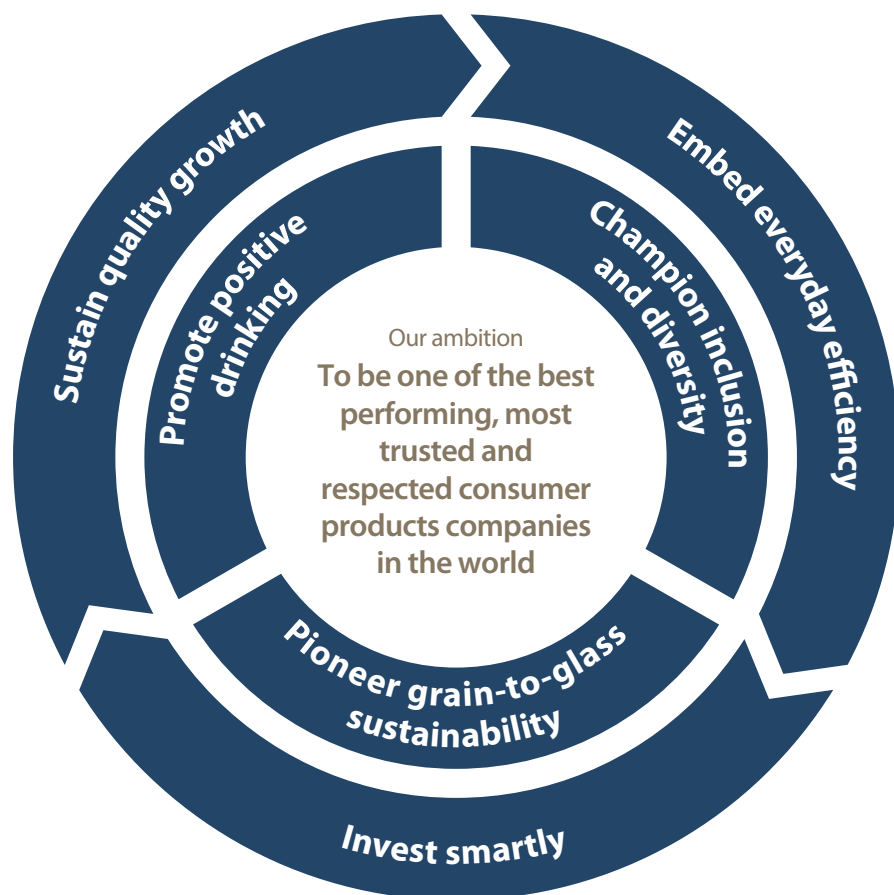 Sustain quality growth
Embed everyday efficiency
Invest smartly
Promote positive
drinking
Champion inclusion
and diversity
Pioneer grain-to-glass
sustainability
Our ambition
To be one of the best
performing, most
trusted and
respected consumer
products companies
in the world